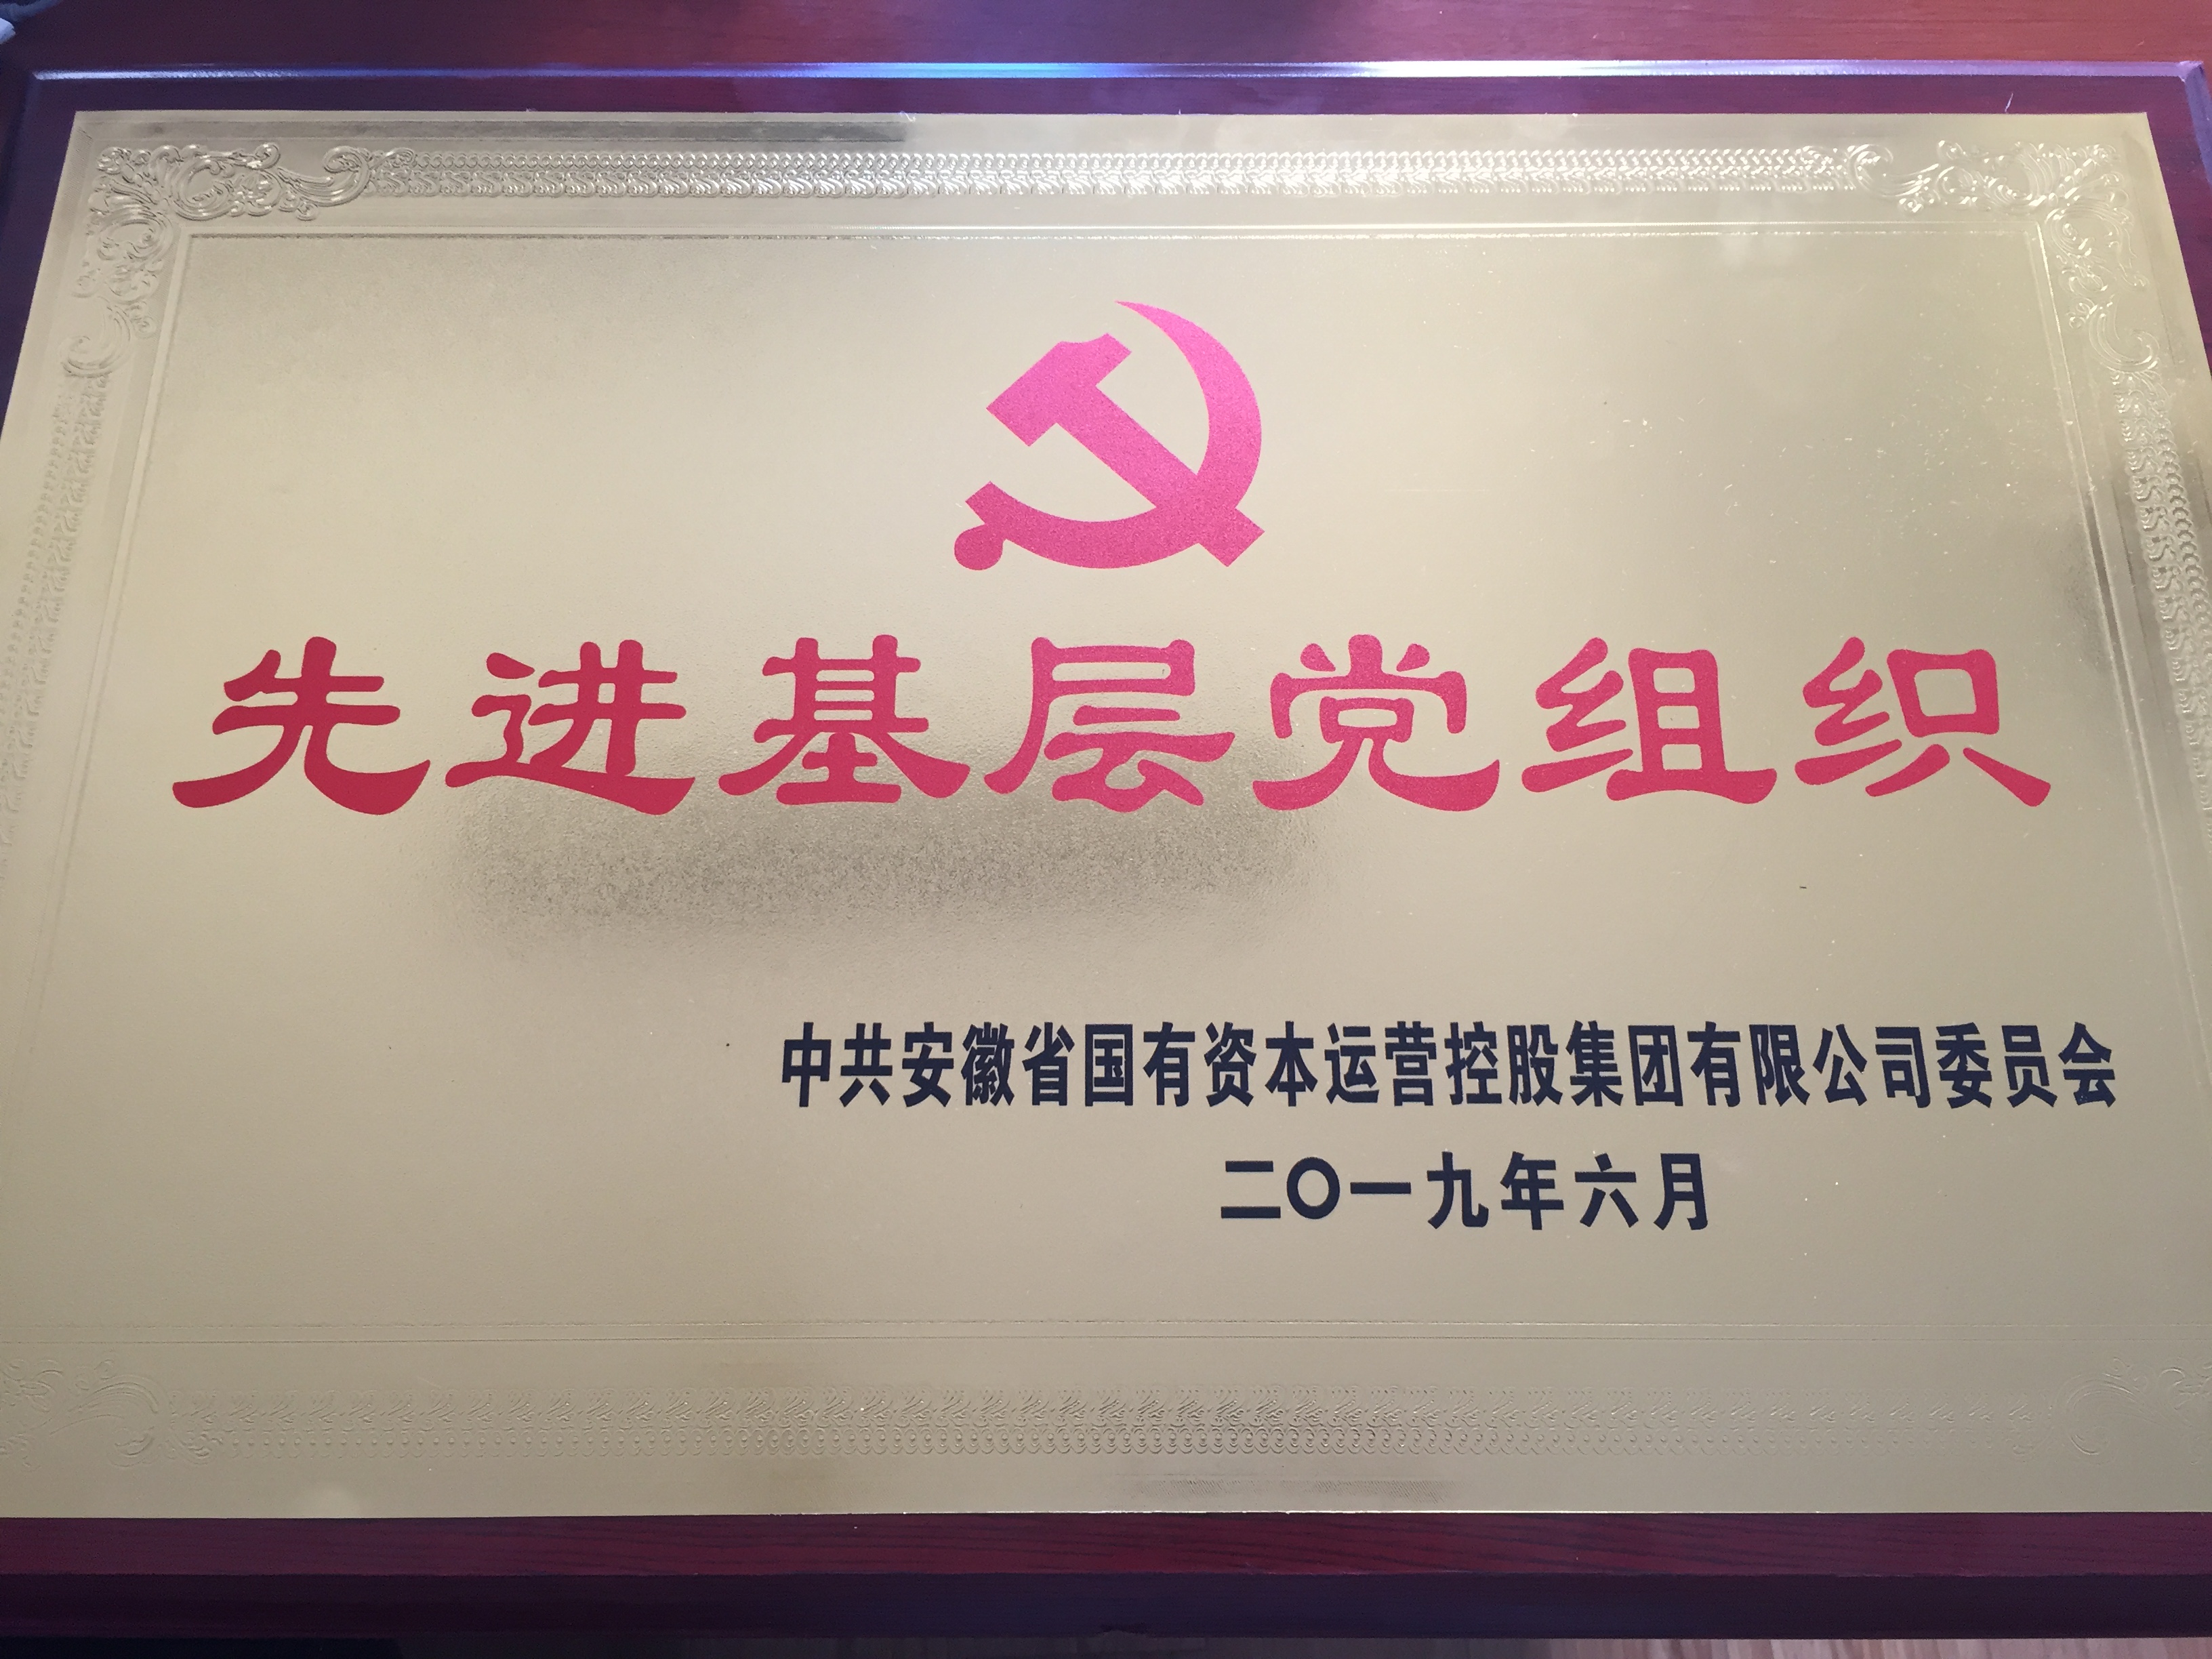 先进基层党组织
中共安徽省国有资本运营控股集团有限公司委员会
二〇一九年六月